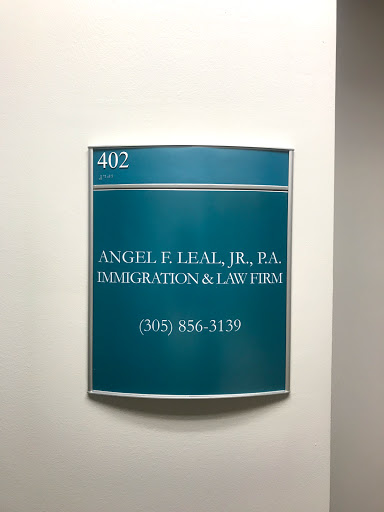 402
ANGEL F. LEAL, JR., P.A.
IMMIGRATION & LAW FIRM
(305) 856-3139